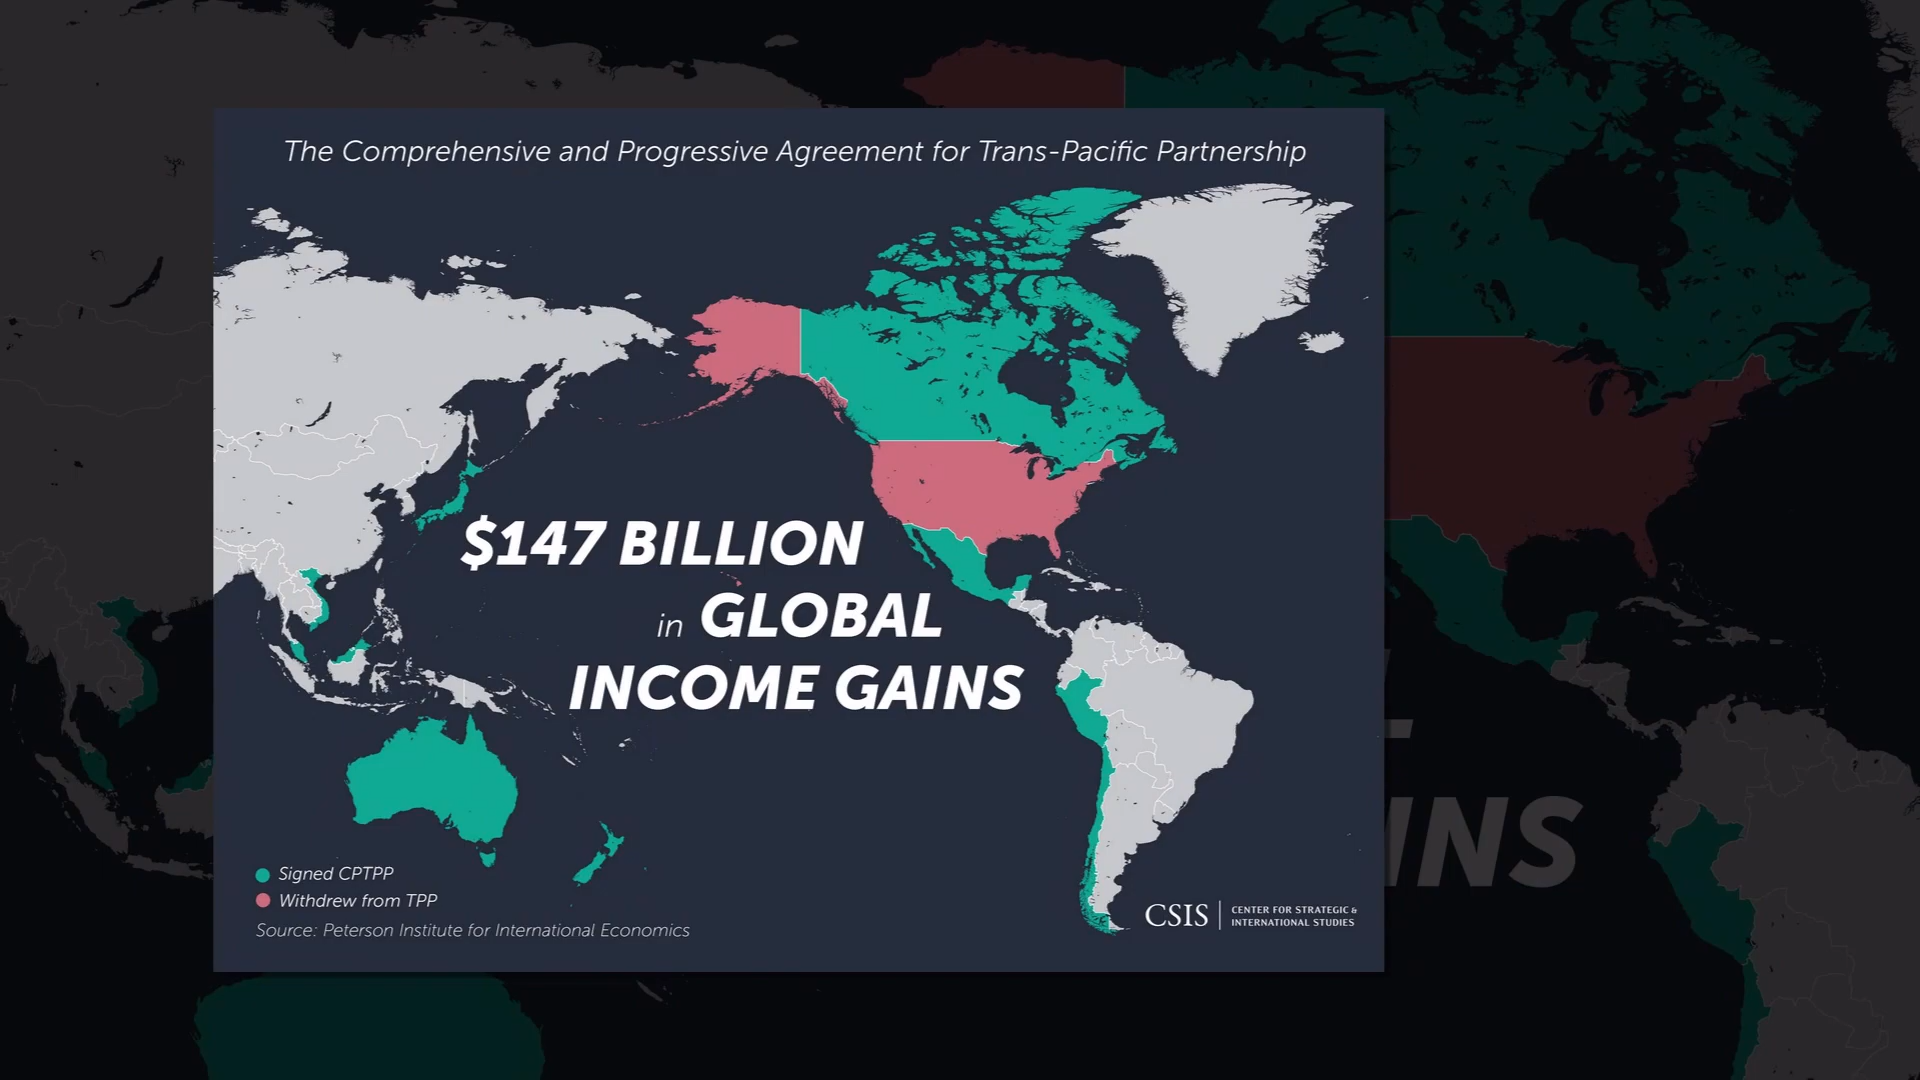 The Comprehensive and Progressive Agreement for Trans-Pacific Partnership
$147 BILLION
in GLOBAL
INCOME GAINS
Signed CPTPP
Withdrew from TPP
Source: Peterson Institute for International Economics
CSIS
CENTER FOR STRATEGIC &
INTERNATIONAL STUDIES
INS